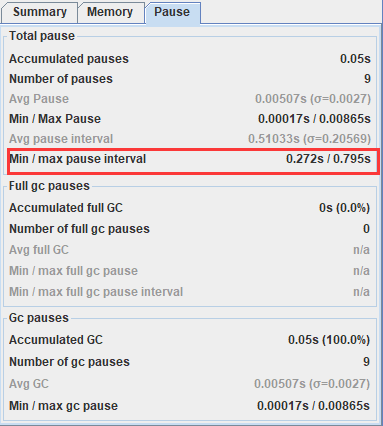 Summary Memory Pause
Total pause
Accumulated pauses 0.05s
Number of pauses 9
Avg Pause 0.00507s (σ=0.0027)
Min / Max Pause 0.00017s / 0.00865s
Avg pause interval 0.51033s (σ=0.20569)
Min / max pause interval 0.272s / 0.795s
Full gc pauses
Accumulated full GC 0s (0.0%)
Number of full gc pauses 0
Avg full GC n/a
Min / max full gc pause n/a
Min / max full gc pause interval n/a
Gc pauses
Accumulated GC 0.05s (100.0%)
Number of gc pauses 9
Avg GC 0.00507s (σ=0.0027)
Min / max gc pause 0.00017s / 0.00865s